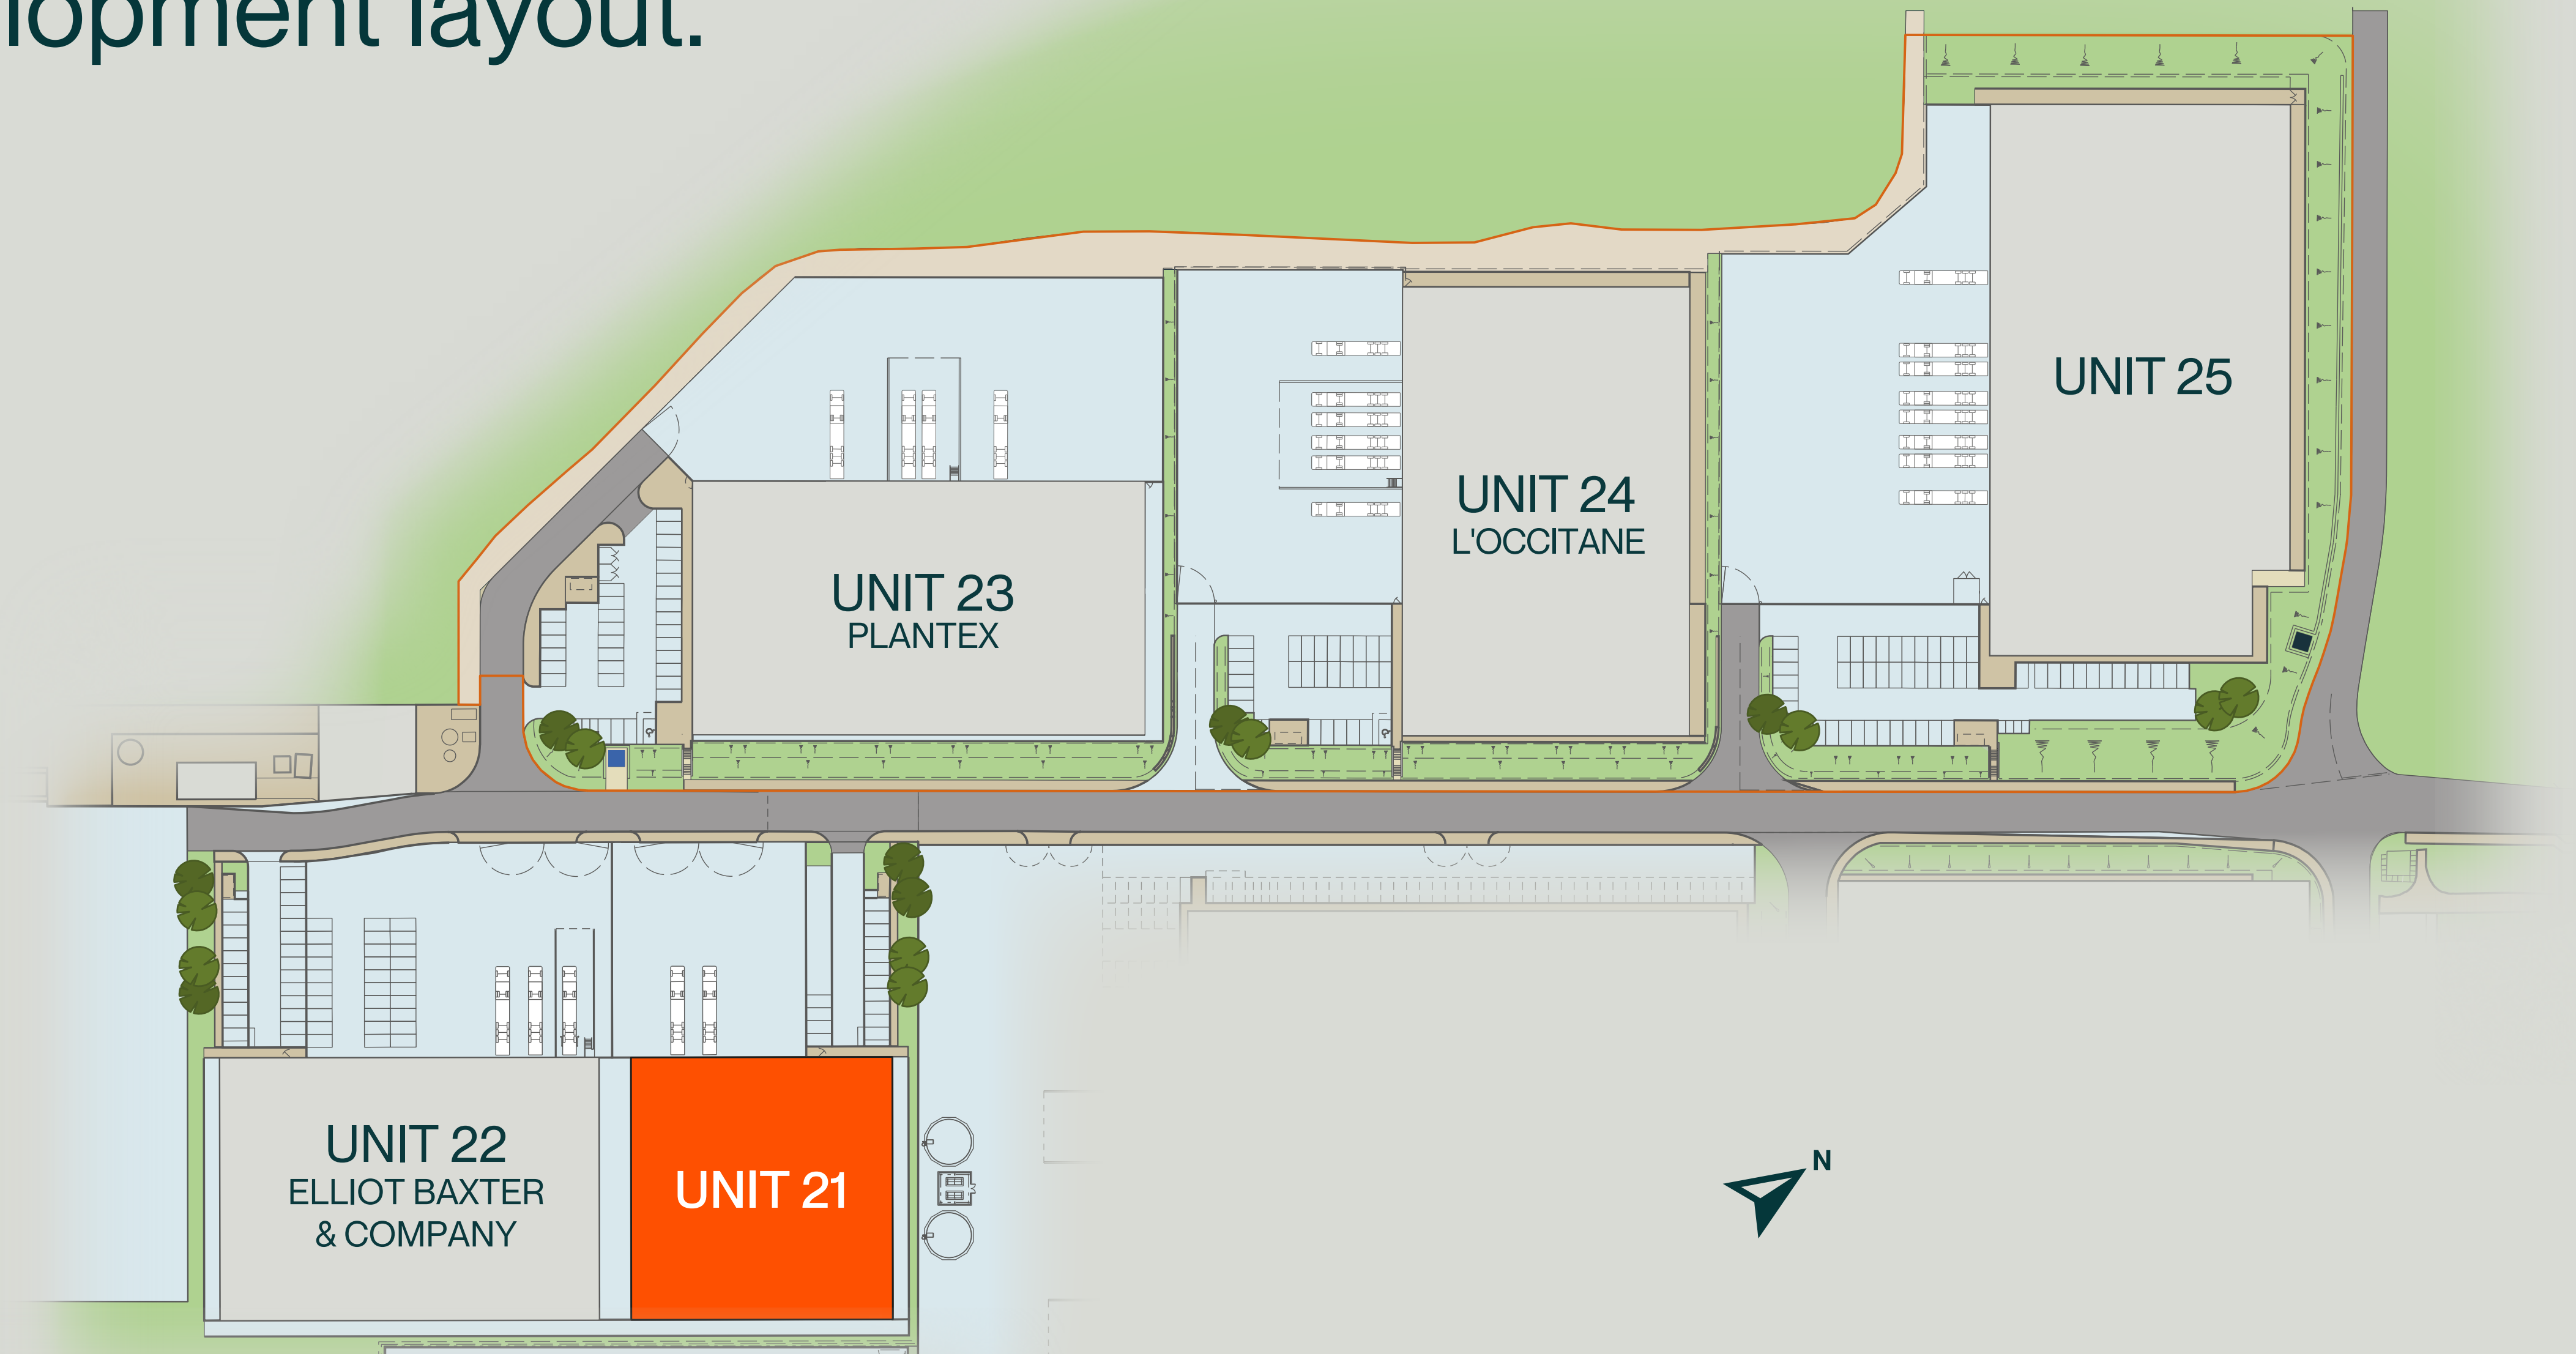 lopment layout.
UNIT 25
UNIT 24
L'OCCITANE
UNIT 23
PLANTEX
UNIT 22
ELLIOT BAXTER
& COMPANY
UNIT 21
N